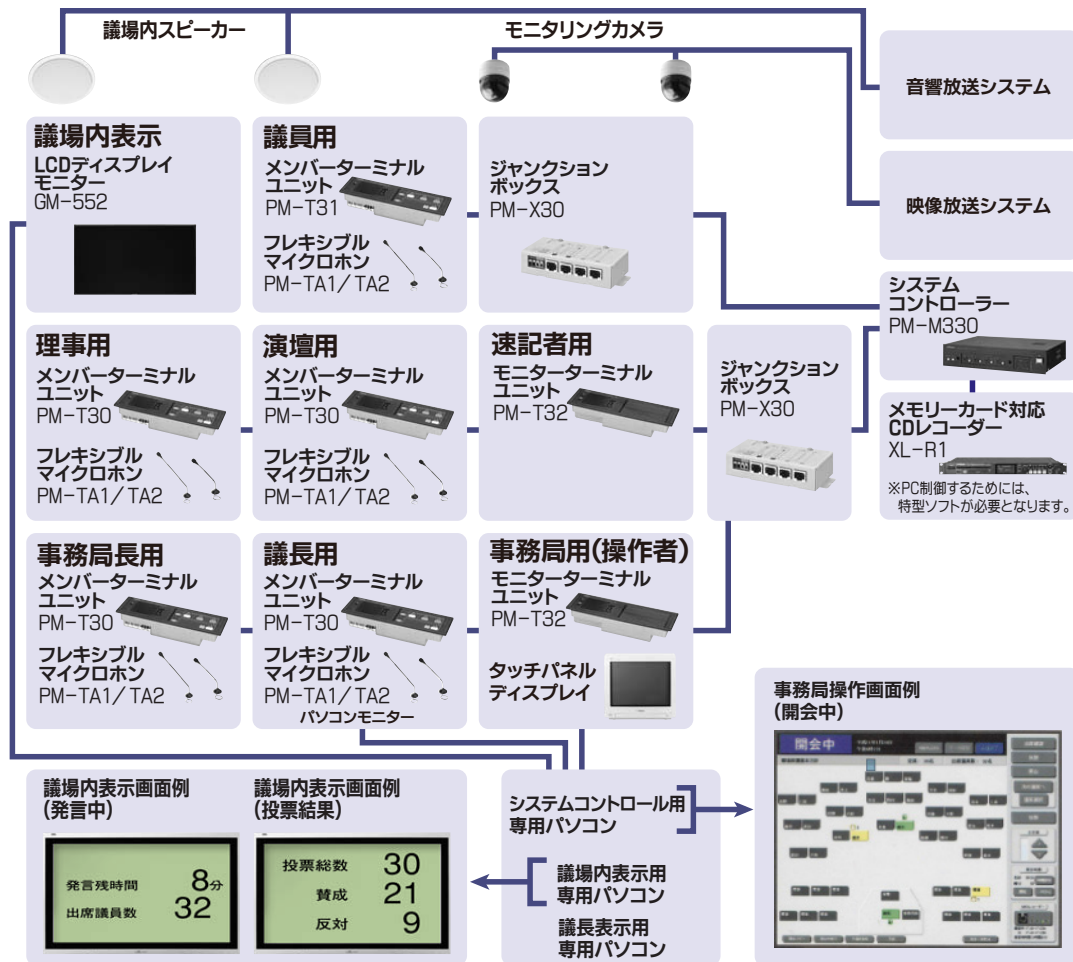 議場内スピーカー
モニタリングカメラ
音響放送システム
映像放送システム
議場内表示
LCDディスプレイ
モニター
GM-552
議員用
メンバーターミナル
ユニット
PM-T31
フレキシブル
マイクロホン
PM-TA1/TA2
ジャンクション
ボックス
PM-X30
システム
コントローラー
PM-M330
メモリーカード対応
CDレコーダー
XL-R1
※PC制御するためには、
特型ソフトが必要となります。
理事用
メンバーターミナル
ユニット
PM-T30
フレキシブル
マイクロホン
PM-TA1/TA2
演壇用
メンバーターミナル
ユニット
PM-T30
フレキシブル
マイクロホン
PM-TA1/TA2
速記者用
モニターターミナル
ユニット
PM-T32
ジャンクション
ボックス
PM-X30
事務局長用
メンバーターミナル
ユニット
PM-T30
フレキシブル
マイクロホン
PM-TA1/TA2
議長用
メンバーターミナル
ユニット
PM-T30
フレキシブル
マイクロホン
PM-TA1/TA2
パソコンモニター
事務局用(操作者)
モニターターミナル
ユニット
PM-T32
タッチパネル
ディスプレイ
事務局操作画面例
(開会中)
開会中
議場内表示画面例
(発言中)
発言残時間 8分
出席議員数 32
議場内表示画面例
(投票結果)
投票総数 30
賛成 21
反対 9
システムコントロール用
専用パソコン
議場内表示用
専用パソコン
議長表示用
専用パソコン